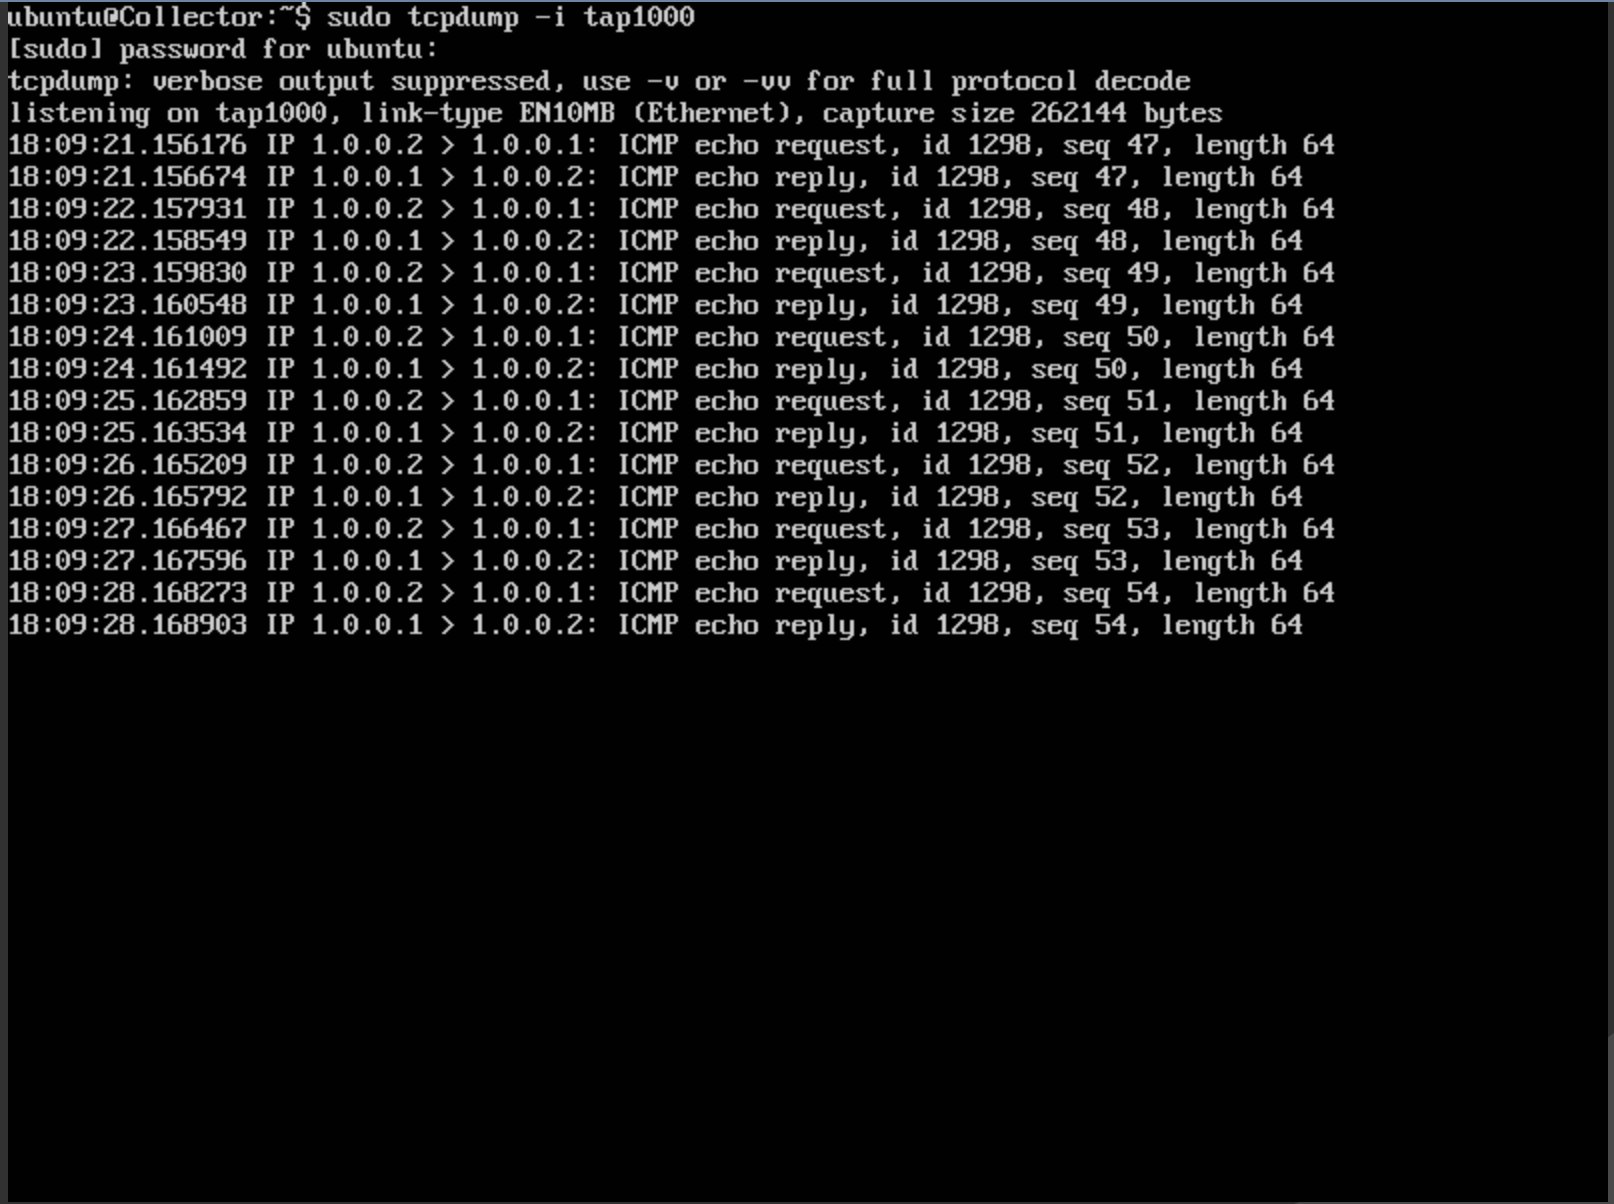 ubuntu@Collector:~$ sudo tcpdump -i tap1000
[sudo] password for ubuntu:
tcpdump: verbose output suppressed, use -v or -vv for full protocol decode
listening on tap1000, link-type EN10MB (Ethernet), capture size 262144 bytes
18:09:21.156176 IP 1.0.0.2 > 1.0.0.1: ICMP echo request, id 1298, seq 47, length 64
18:09:21.156674 IP 1.0.0.1 > 1.0.0.2: ICMP echo reply, id 1298, seq 47, length 64
18:09:22.157931 IP 1.0.0.2 > 1.0.0.1: ICMP echo request, id 1298, seq 48, length 64
18:09:22.158549 IP 1.0.0.1 > 1.0.0.2: ICMP echo reply, id 1298, seq 48, length 64
18:09:23.159830 IP 1.0.0.2 > 1.0.0.1: ICMP echo request, id 1298, seq 49, length 64
18:09:23.160548 IP 1.0.0.1 > 1.0.0.2: ICMP echo reply, id 1298, seq 49, length 64
18:09:24.161009 IP 1.0.0.2 > 1.0.0.1: ICMP echo request, id 1298, seq 50, length 64
18:09:24.161492 IP 1.0.0.1 > 1.0.0.2: ICMP echo reply, id 1298, seq 50, length 64
18:09:25.162859 IP 1.0.0.2 > 1.0.0.1: ICMP echo request, id 1298, seq 51, length 64
18:09:25.163534 IP 1.0.0.1 > 1.0.0.2: ICMP echo reply, id 1298, seq 51, length 64
18:09:26.165209 IP 1.0.0.2 > 1.0.0.1: ICMP echo request, id 1298, seq 52, length 64
18:09:26.165792 IP 1.0.0.1 > 1.0.0.2: ICMP echo reply, id 1298, seq 52, length 64
18:09:27.166467 IP 1.0.0.2 > 1.0.0.1: ICMP echo request, id 1298, seq 53, length 64
18:09:27.167596 IP 1.0.0.1 > 1.0.0.2: ICMP echo reply, id 1298, seq 53, length 64
18:09:28.168273 IP 1.0.0.2 > 1.0.0.1: ICMP echo request, id 1298, seq 54, length 64
18:09:28.168903 IP 1.0.0.1 > 1.0.0.2: ICMP echo reply, id 1298, seq 54, length 64